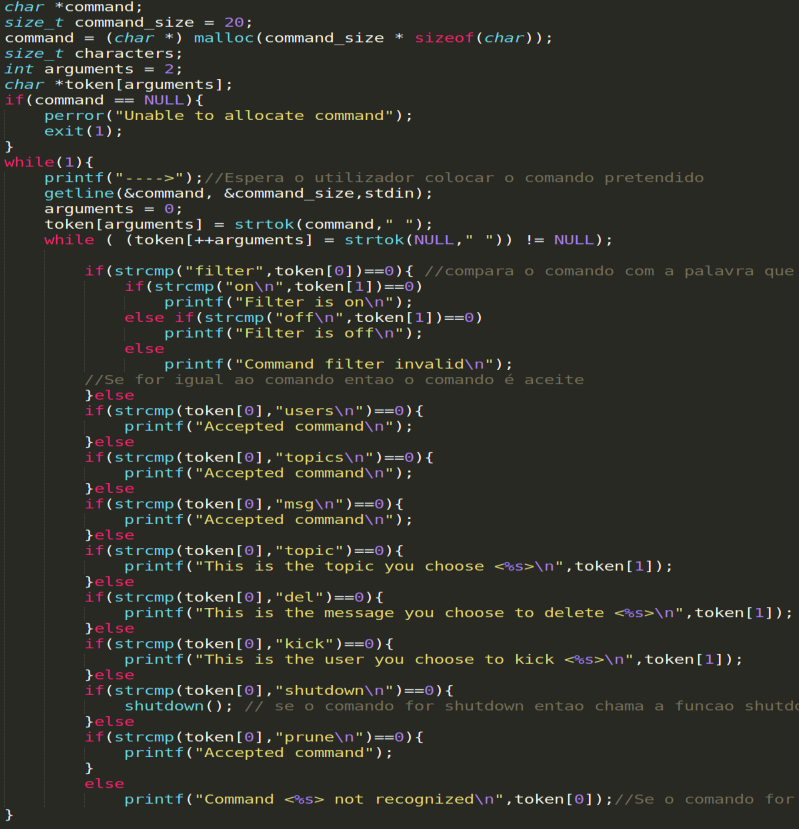 char *command;
size_t command_size = 20;
command = (char *) malloc(command_size * sizeof(char));
size_t characters;
int arguments = 2;
char *token[arguments];
if(command == NULL){
    perror("Unable to allocate command");
    exit(1);
}
while(1){
    printf("---->");//Espera o utilizador colocar o comando pretendido
    getline(&command, &command_size,stdin);
    arguments = 0;
    token[arguments] = strtok(command," ");
    while ( (token[++arguments] = strtok(NULL," ")) != NULL);
        if(strcmp("filter",token[0])==0){ //compara o comando com a palavra que
            if(strcmp("on\n",token[1])==0)
                printf("Filter is on\n");
            else if(strcmp("off\n",token[1])==0)
                printf("Filter is off\n");
            else
                printf("Command filter invalid\n");
        //Se for igual ao comando entao o comando é aceite
        }else
        if(strcmp(token[0],"users\n")==0){
            printf("Accepted command\n");
        }else
        if(strcmp(token[0],"topics\n")==0){
            printf("Accepted command\n");
        }else
        if(strcmp(token[0],"msg\n")==0){
            printf("Accepted command\n");
        }else
        if(strcmp(token[0],"topic")==0){
            printf("This is the topic you choose <%s>\n",token[1]);
        }else
        if(strcmp(token[0],"del")==0){
            printf("This is the message you choose to delete <%s>\n",token[1]);
        }else
        if(strcmp(token[0],"kick")==0){
            printf("This is the user you choose to kick <%s>\n",token[1]);
        }else
        if(strcmp(token[0],"shutdown\n")==0){
            shutdown(); // se o comando for shutdown entao chama a funcao shutdo
        }else
        if(strcmp(token[0],"prune\n")==0){
            printf("Accepted command");
        }
        else
            printf("Command <%s> not recognized\n",token[0]);//Se o comando for
}